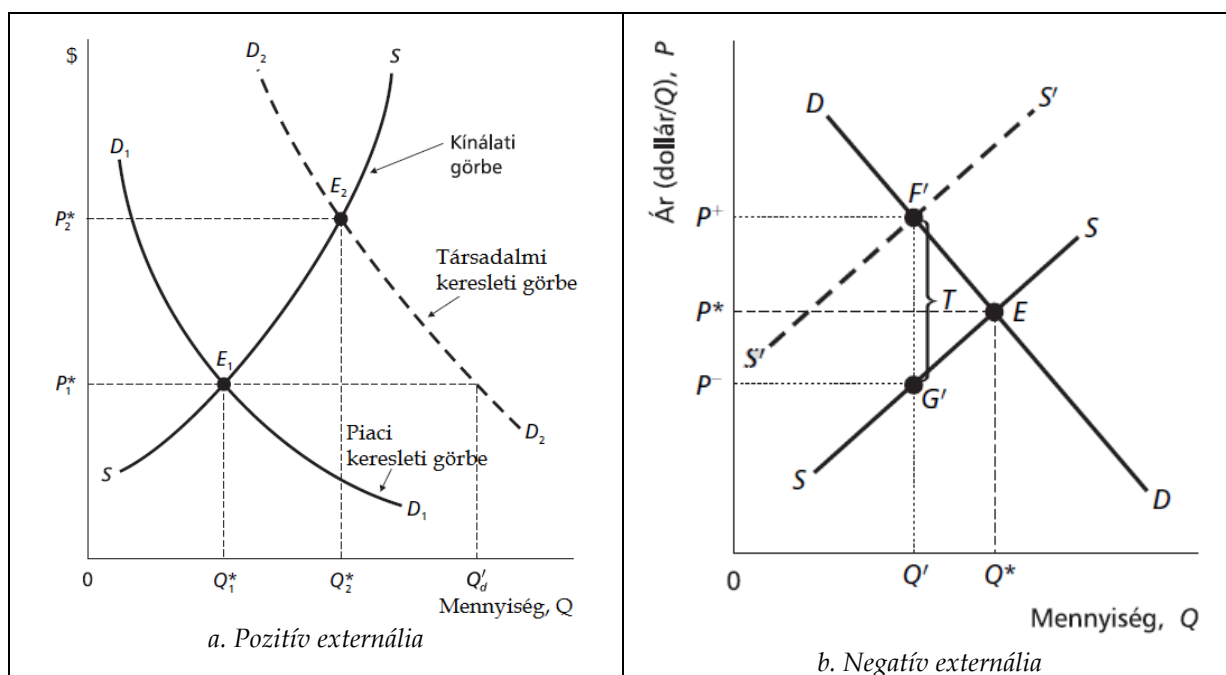 $
D₂
S
D₁
Kínálati
görbe
E₂
P₂*
Társadalmi
keresleti görbe
E₁
P₁*
Piaci
keresleti görbe
D₂
S
D₁
0
Q₁*
Q₂*
Q'd
Mennyiség, Q
a. Pozitív externália
Ár (dollár/Q), P
D
S'
F'
P⁺
S
T
P*
E
S'
P⁻
G'
S
D
0
Q'
Q*
Mennyiség, Q
b. Negatív externália